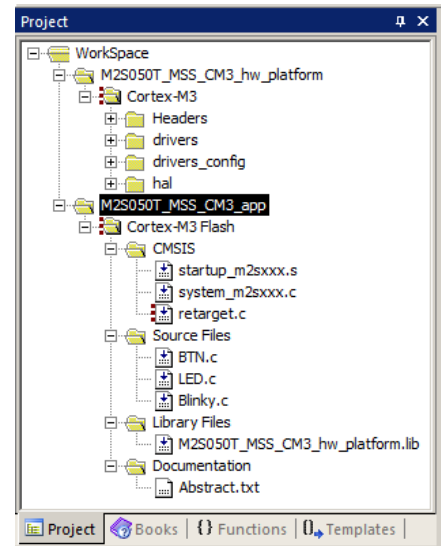 Project
WorkSpace
M2S050T_MSS_CM3_hw_platform
Cortex-M3
Headers
drivers
drivers_config
hal
M2S050T_MSS_CM3_app
Cortex-M3 Flash
CMSIS
startup_m2sxxx.s
system_m2sxxx.c
retarget.c
Source Files
BTN.c
LED.c
Blinky.c
Library Files
M2S050T_MSS_CM3_hw_platform.lib
Documentation
Abstract.txt
Project Books {} Functions 0 Templates